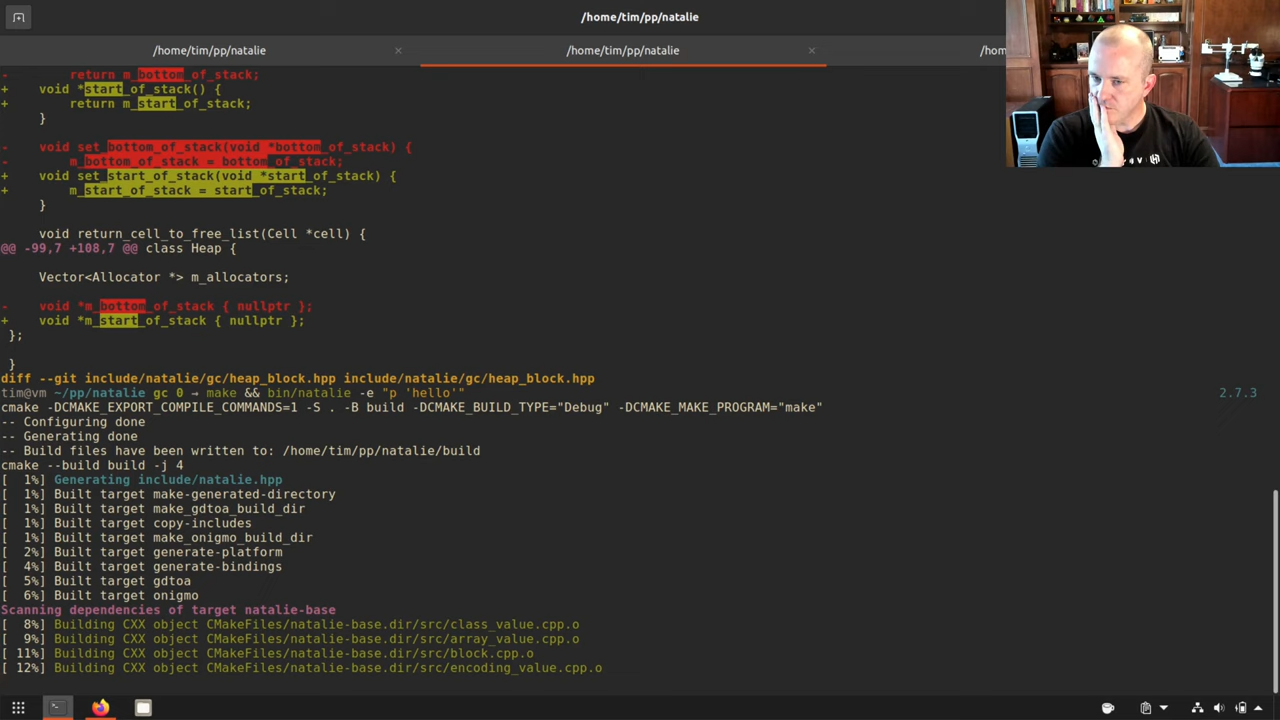 /home/tim/pp/natalie
/home/tim/pp/natalie × /home/tim/pp/natalie × /hom
- return m_bottom_of_stack;
+ void *start_of_stack() {
+ return m_start_of_stack;
}
- void set_bottom_of_stack(void *bottom_of_stack) {
- m_bottom_of_stack = bottom_of_stack;
+ void set_start_of_stack(void *start_of_stack) {
+ m_start_of_stack = start_of_stack;
}
void return_cell_to_free_list(Cell *cell) {
@@ -99,7 +108,7 @@ class Heap {
Vector<Allocator *> m_allocators;
- void *m_bottom_of_stack { nullptr };
+ void *m_start_of_stack { nullptr };
};
}
diff --git include/natalie/gc/heap_block.hpp include/natalie/gc/heap_block.hpp
tim@vm ~/pp/natalie gc 0 → make && bin/natalie -e "p 'hello'" 2.7.3
cmake -DCMAKE_EXPORT_COMPILE_COMMANDS=1 -S . -B build -DCMAKE_BUILD_TYPE="Debug" -DCMAKE_MAKE_PROGRAM="make"
-- Configuring done
-- Generating done
-- Build files have been written to: /home/tim/pp/natalie/build
cmake --build build -j 4
[  1%] Generating include/natalie.hpp
[  1%] Built target make-generated-directory
[  1%] Built target make_gdtoa_build_dir
[  1%] Built target copy-includes
[  1%] Built target make_onigmo_build_dir
[  2%] Built target generate-platform
[  4%] Built target generate-bindings
[  5%] Built target gdtoa
[  6%] Built target onigmo
Scanning dependencies of target natalie-base
[  8%] Building CXX object CMakeFiles/natalie-base.dir/src/class_value.cpp.o
[  9%] Building CXX object CMakeFiles/natalie-base.dir/src/array_value.cpp.o
[ 11%] Building CXX object CMakeFiles/natalie-base.dir/src/block.cpp.o
[ 12%] Building CXX object CMakeFiles/natalie-base.dir/src/encoding_value.cpp.o